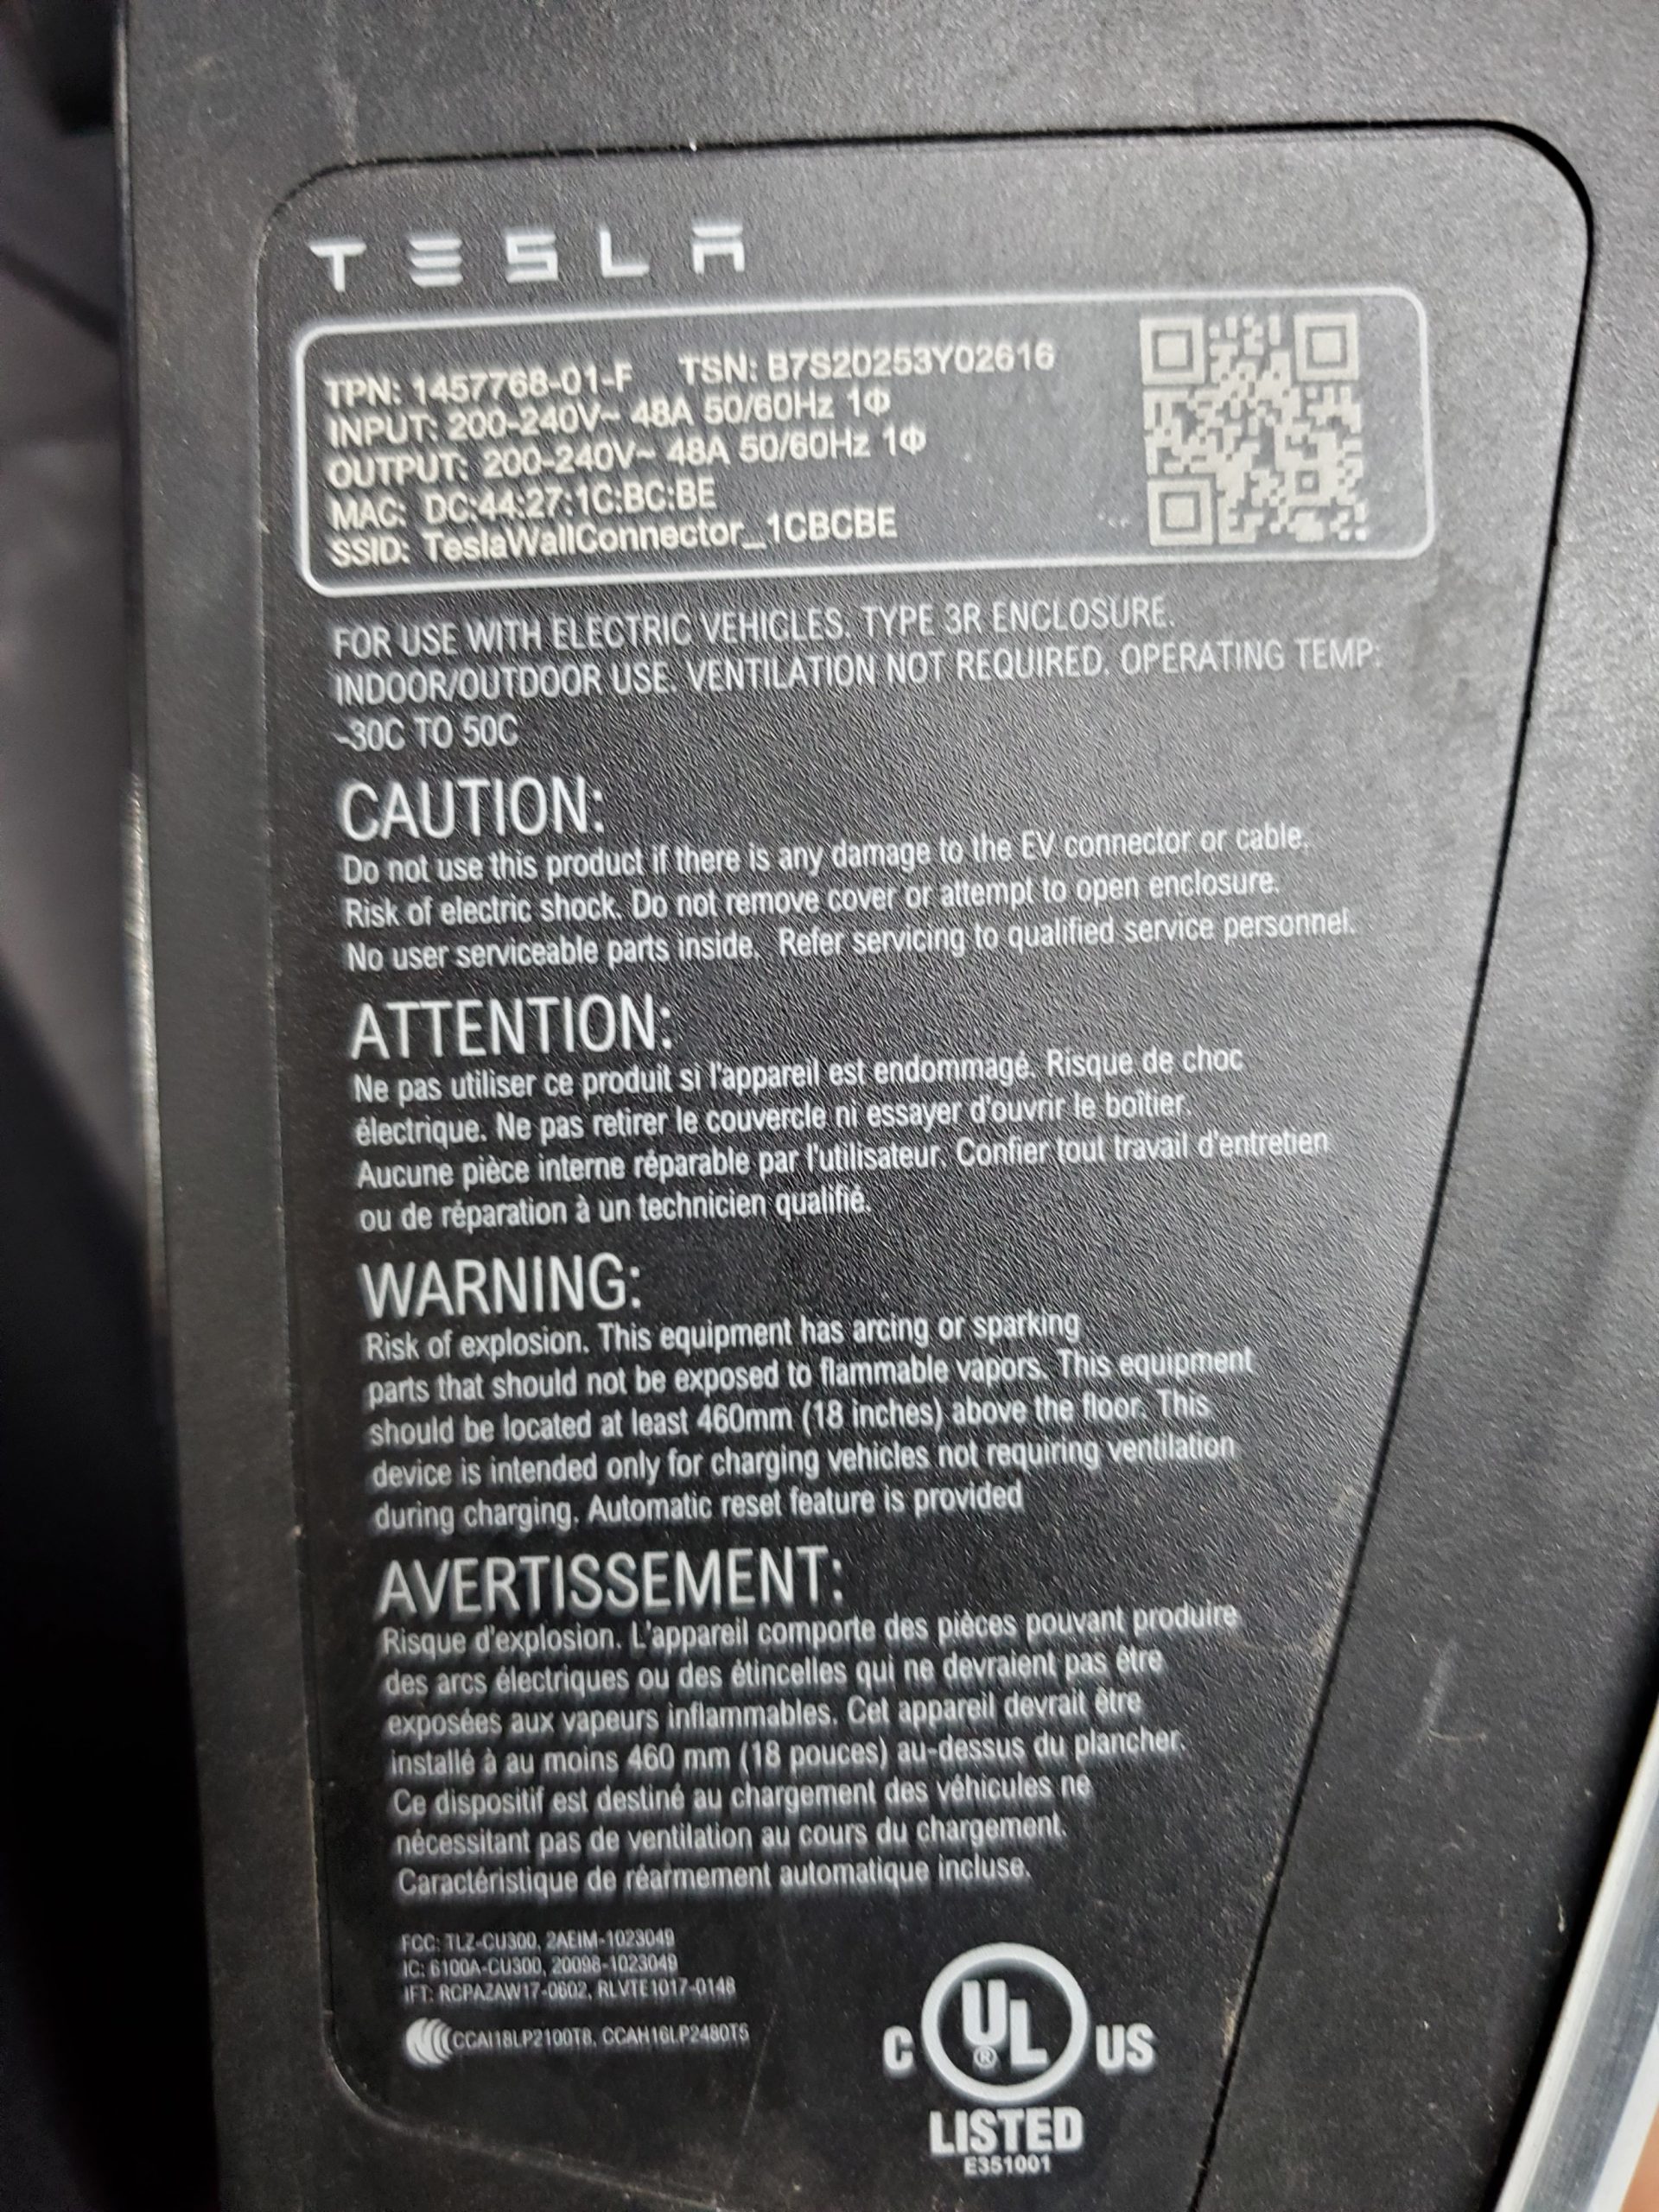 TESLA
TPN: 1457768-01-F TSN: B7S20253Y02616
INPUT: 200-240V~ 48A 50/60Hz 1Φ
OUTPUT: 200-240V~ 48A 50/60Hz 1Φ
MAC: DC:44:27:1C:BC:BE
SSID: TeslaWallConnector_1CBCBE
FOR USE WITH ELECTRIC VEHICLES. TYPE 3R ENCLOSURE.
INDOOR/OUTDOOR USE. VENTILATION NOT REQUIRED. OPERATING TEMP:
-30C TO 50C
CAUTION:
Do not use this product if there is any damage to the EV connector or cable.
Risk of electric shock. Do not remove cover or attempt to open enclosure.
No user serviceable parts inside. Refer servicing to qualified service personnel.
ATTENTION:
Ne pas utiliser ce produit si l'appareil est endommagé. Risque de choc
électrique. Ne pas retirer le couvercle ni essayer d'ouvrir le boîtier.
Aucune pièce interne réparable par l'utilisateur. Confier tout travail d'entretien
ou de réparation à un technicien qualifié.
WARNING:
Risk of explosion. This equipment has arcing or sparking
parts that should not be exposed to flammable vapors. This equipment
should be located at least 460mm (18 inches) above the floor. This
device is intended only for charging vehicles not requiring ventilation
during charging. Automatic reset feature is provided
AVERTISSEMENT:
Risque d'explosion. L'appareil comporte des pièces pouvant produire
des arcs électriques ou des étincelles qui ne devraient pas être
exposées aux vapeurs inflammables. Cet appareil devrait être
installé à au moins 460 mm (18 pouces) au-dessus du plancher.
Ce dispositif est destiné au chargement des véhicules ne
nécessitant pas de ventilation au cours du chargement.
Caractéristique de réarmement automatique incluse.
FCC: TLZ-CU300, 2AEIM-1023049
IC: 6100A-CU300, 20098-1023049
IFT: RCPAZAW17-0602, RLVTE1017-0148
CCAI18LP2100T8, CCAH16LP2480T5
C UL ® US
LISTED
E351001